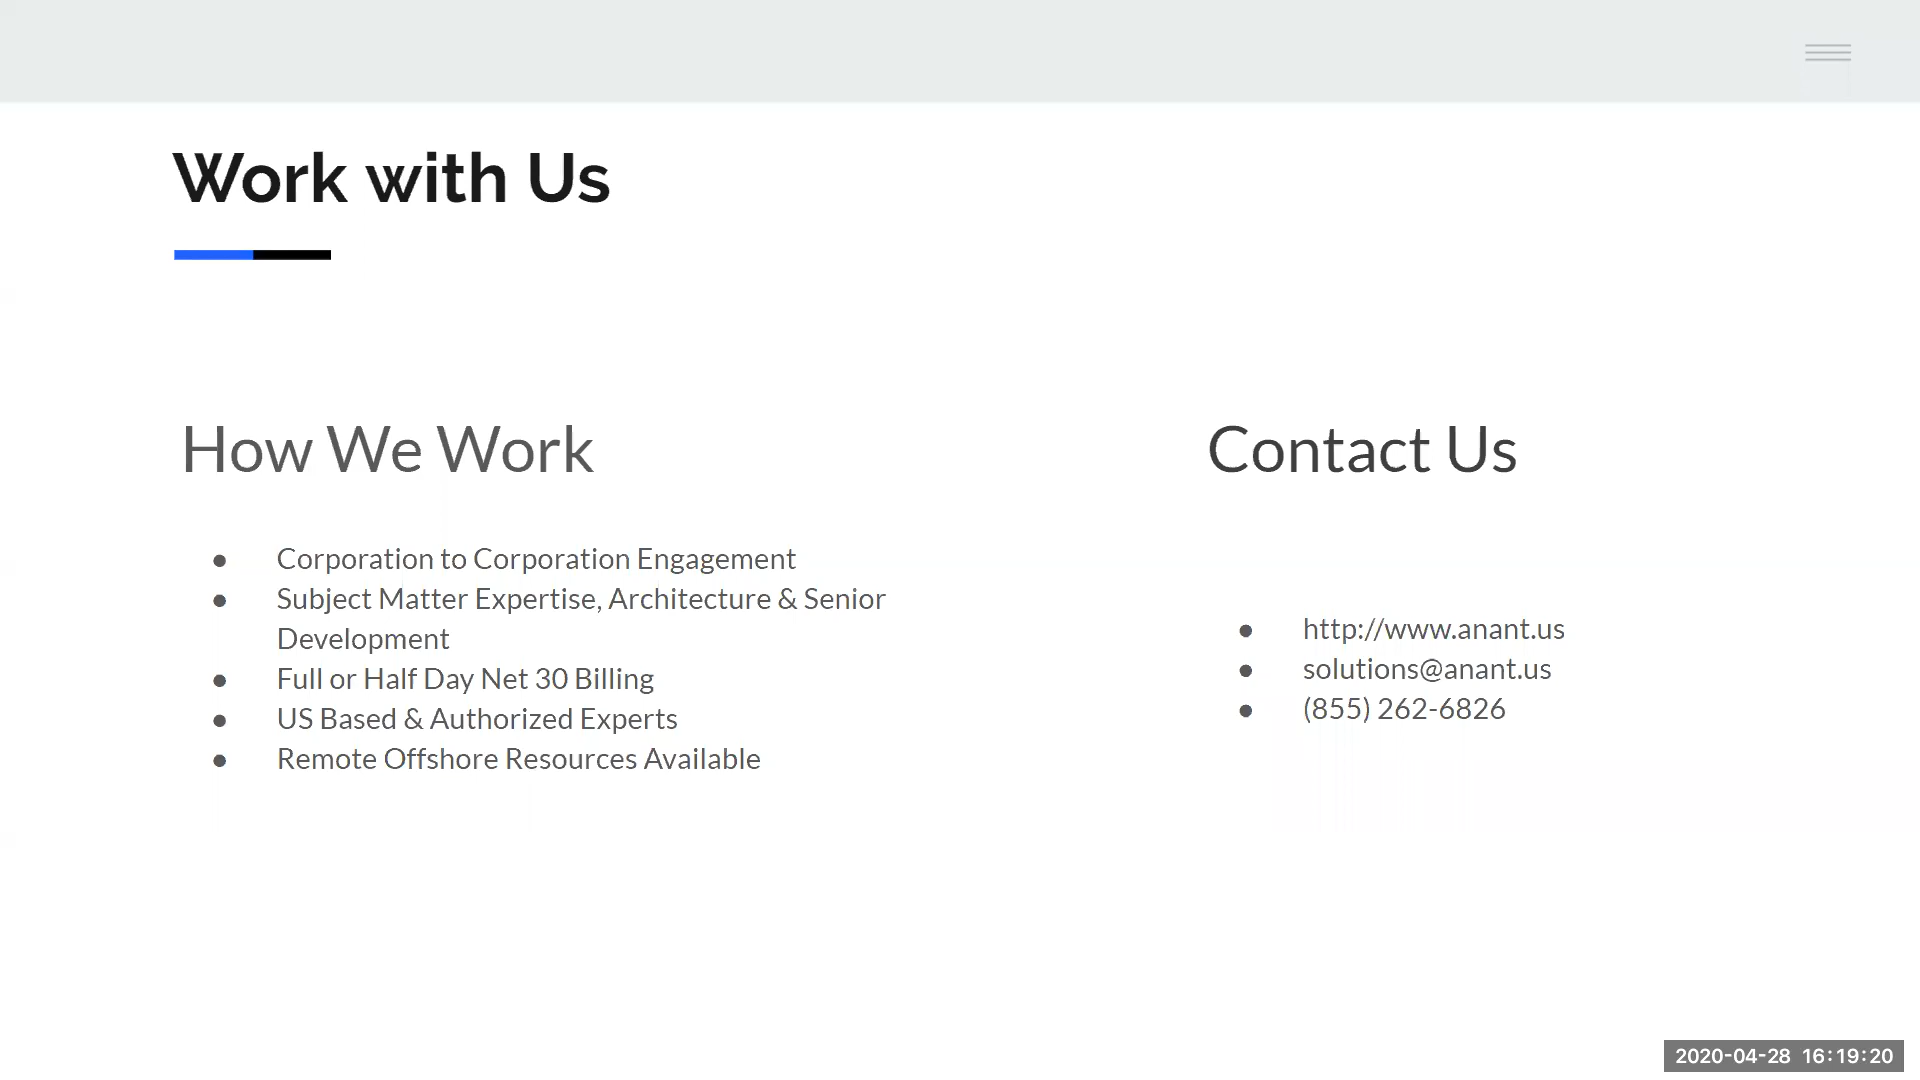 Work with Us
How We Work
● Corporation to Corporation Engagement
● Subject Matter Expertise, Architecture & Senior
Development
● Full or Half Day Net 30 Billing
● US Based & Authorized Experts
● Remote Offshore Resources Available
Contact Us
● http://www.anant.us
● solutions@anant.us
● (855) 262-6826
2020-04-28 16:19:20